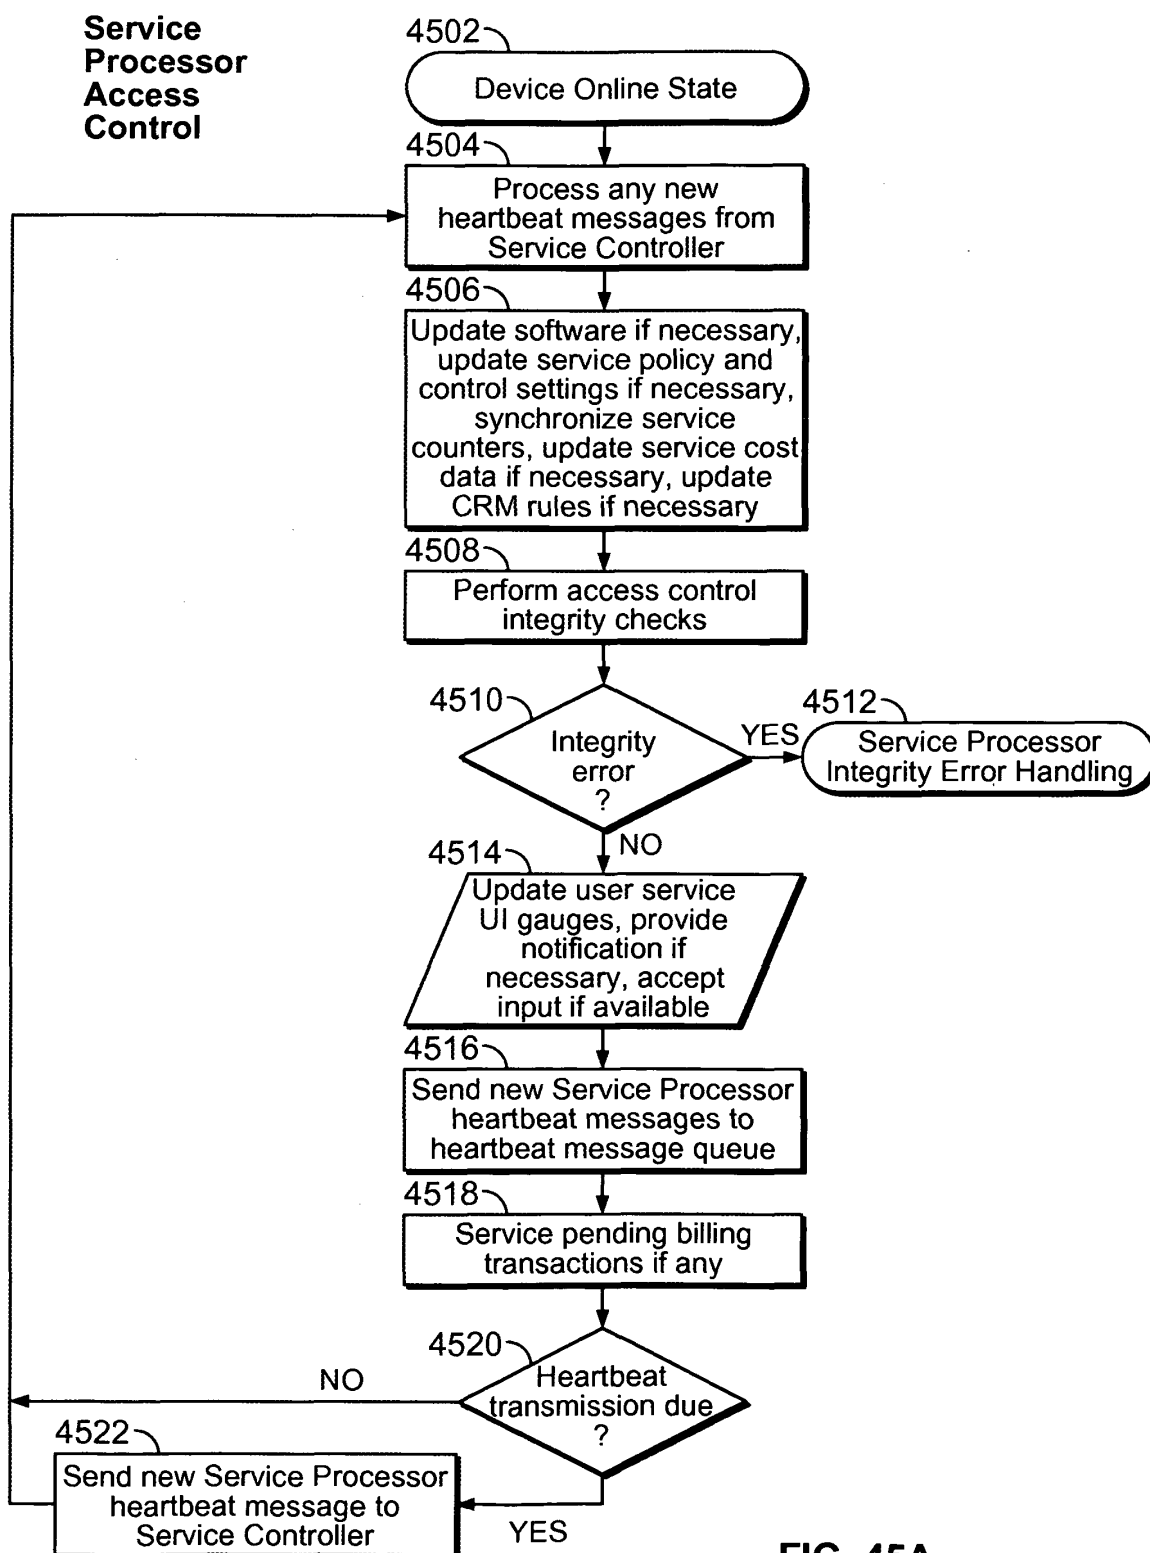 Service
Processor
Access
Control
4502
Device Online State
4504
Process any new
heartbeat messages from
Service Controller
4506
Update software if necessary,
update service policy and
control settings if necessary,
synchronize service
counters, update service cost
data if necessary, update
CRM rules if necessary
4508
Perform access control
integrity checks
4510
Integrity
error
?
YES
4512
Service Processor
Integrity Error Handling
NO
4514
Update user service
UI gauges, provide
notification if
necessary, accept
input if available
4516
Send new Service Processor
heartbeat messages to
heartbeat message queue
4518
Service pending billing
transactions if any
4520
Heartbeat
transmission due
?
NO
4522
Send new Service Processor
heartbeat message to
Service Controller
YES
FIG. 45A